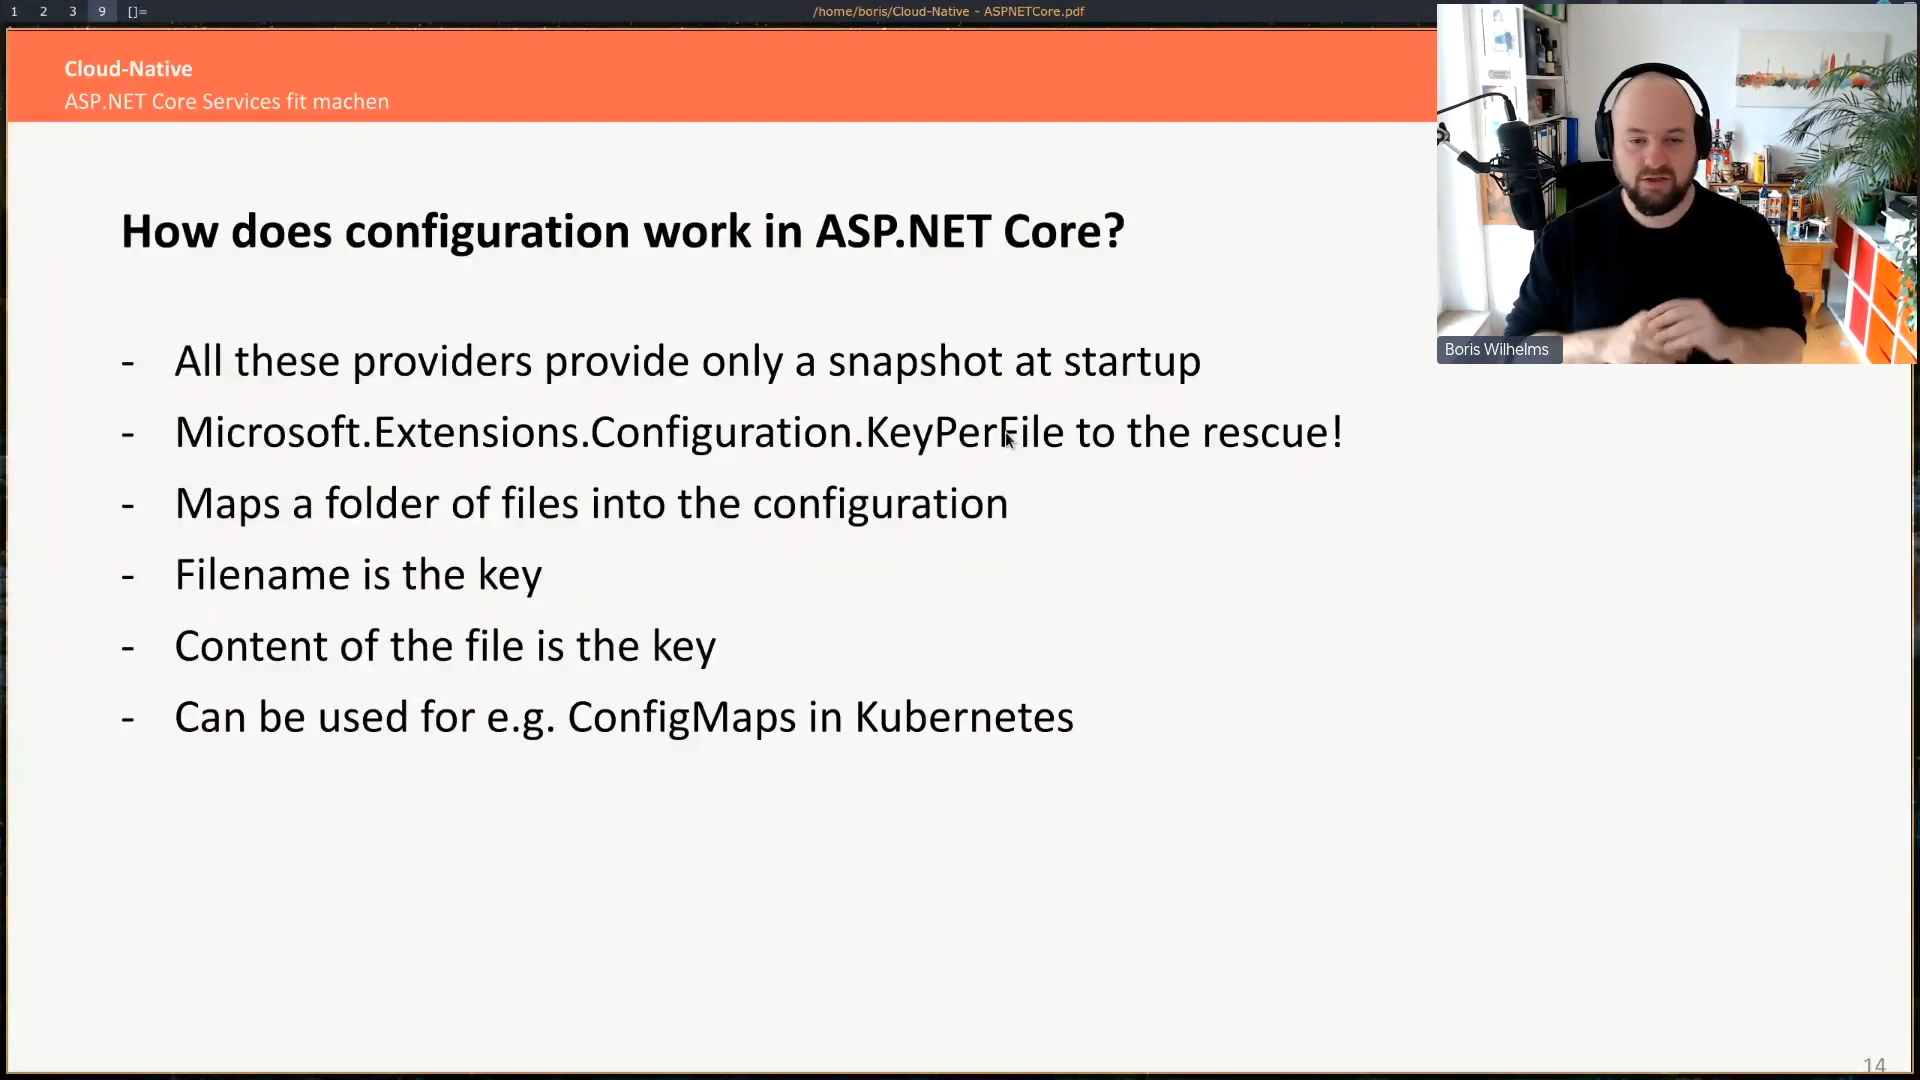 1 2 3 9 []= /home/boris/Cloud-Native - ASPNETCore.pdf
Cloud-Native
ASP.NET Core Services fit machen
How does configuration work in ASP.NET Core?
- All these providers provide only a snapshot at startup
- Microsoft.Extensions.Configuration.KeyPerFile to the rescue!
- Maps a folder of files into the configuration
- Filename is the key
- Content of the file is the key
- Can be used for e.g. ConfigMaps in Kubernetes
Boris Wilhelms
14